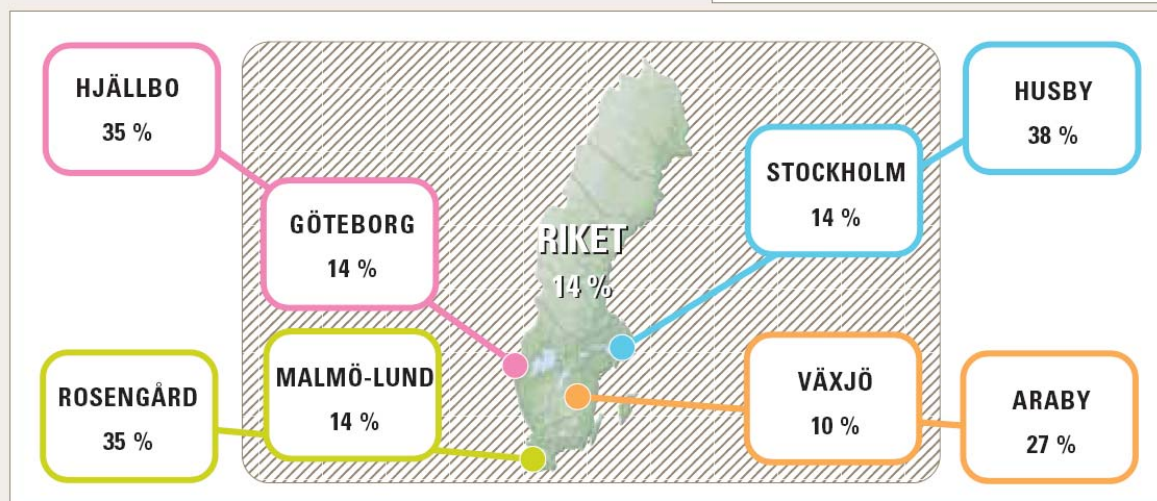 HJÄLLBO
35 %
GÖTEBORG
14 %
ROSENGÅRD
35 %
MALMÖ-LUND
14 %
RIKET
14 %
STOCKHOLM
14 %
HUSBY
38 %
VÄXJÖ
10 %
ARABY
27 %